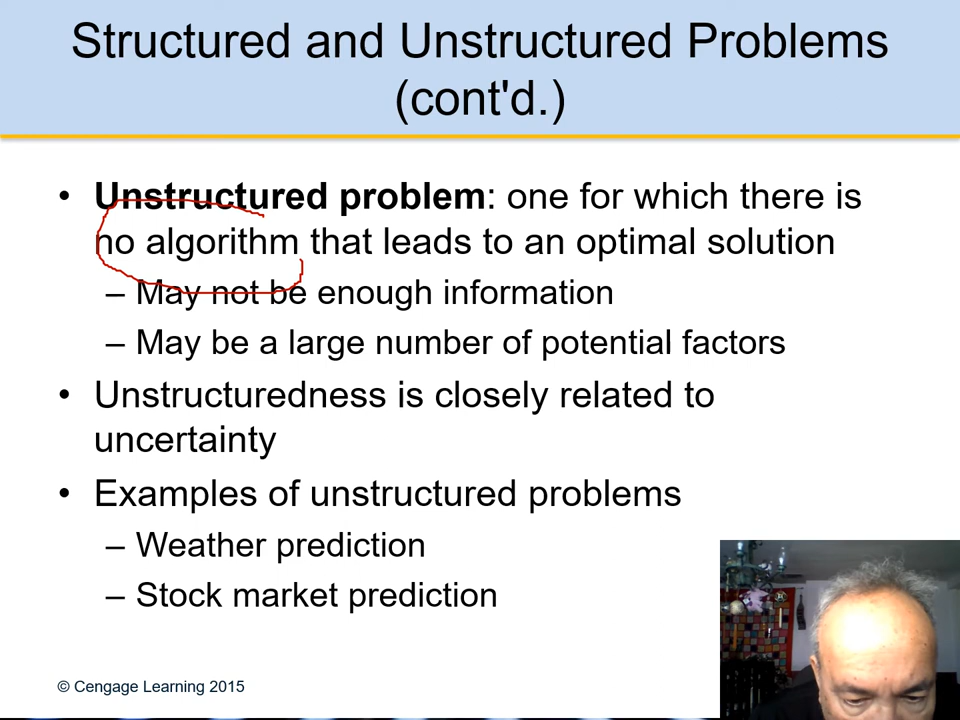 Structured and Unstructured Problems
(cont'd.)
• Unstructured problem: one for which there is
no algorithm that leads to an optimal solution
– May not be enough information
– May be a large number of potential factors
• Unstructuredness is closely related to
uncertainty
• Examples of unstructured problems
– Weather prediction
– Stock market prediction
© Cengage Learning 2015